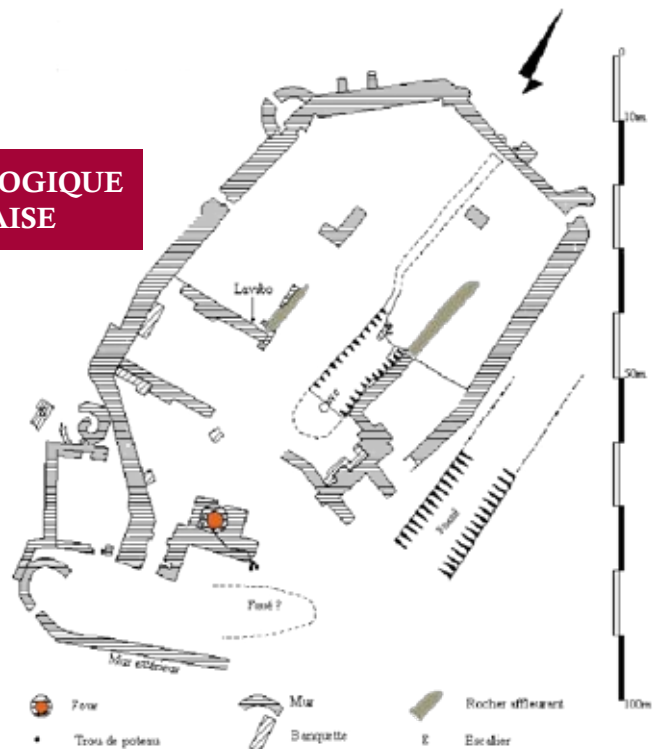 OGIQUE
AISE
0
10m
Lavabo
50m
Fossé
Fossé ?
Mur extérieur
100m
Four
Mur
Rocher affleurant
Trou de poteau
Banquette
Escalier